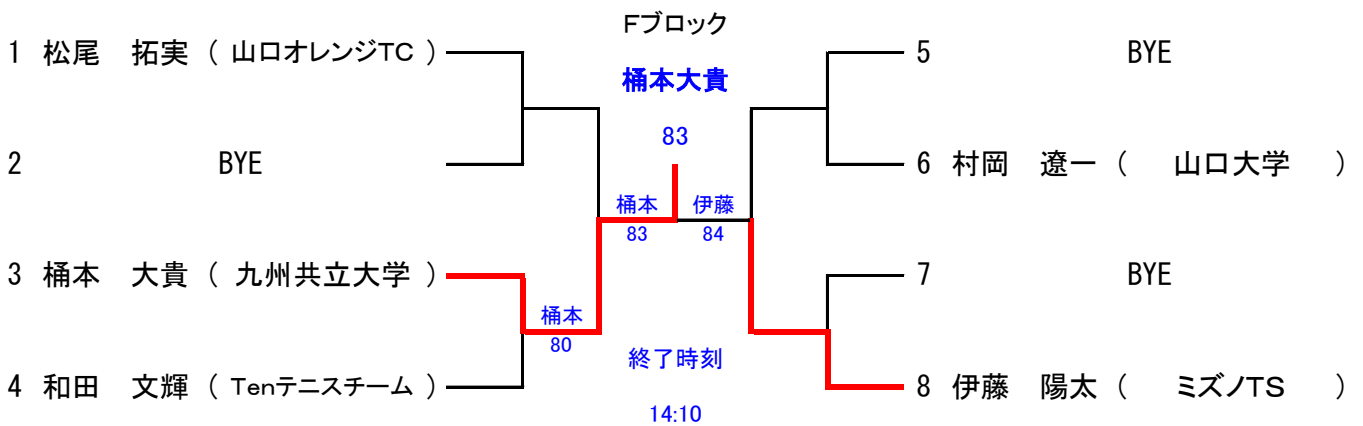 Fブロック
桶本大貴
83
1 松尾 拓実 ( 山口オレンジTC )
2 BYE
3 桶本 大貴 ( 九州共立大学 )
4 和田 文輝 ( Tenテニスチーム )
桶本
80
桶本
83
伊藤
84
終了時刻
14:10
5 BYE
6 村岡 遼一 ( 山口大学 )
7 BYE
8 伊藤 陽太 ( ミズノTS )